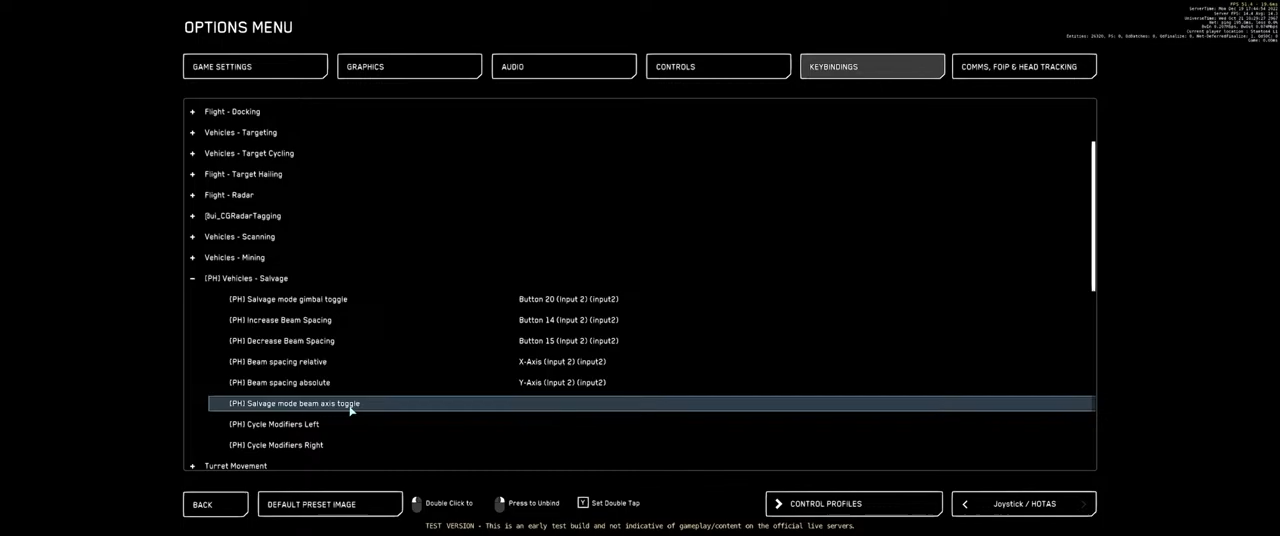 OPTIONS MENU
GAME SETTINGS
GRAPHICS
AUDIO
CONTROLS
KEYBINDINGS
COMMS, FOIP & HEAD TRACKING
+ Flight - Docking
+ Vehicles - Targeting
+ Vehicles - Target Cycling
+ Flight - Target Hailing
+ Flight - Radar
+ @ui_CGRadarTagging
+ Vehicles - Scanning
+ Vehicles - Mining
- [PH] Vehicles - Salvage
[PH] Salvage mode gimbal toggle Button 20 (Input 2) (input2)
[PH] Increase Beam Spacing Button 14 (Input 2) (input2)
[PH] Decrease Beam Spacing Button 15 (Input 2) (input2)
[PH] Beam spacing relative X-Axis (Input 2) (input2)
[PH] Beam spacing absolute Y-Axis (Input 2) (input2)
[PH] Salvage mode beam axis toggle
[PH] Cycle Modifiers Left
[PH] Cycle Modifiers Right
+ Turret Movement
BACK
DEFAULT PRESET IMAGE
Double Click to
Press to Unbind
Y Set Double Tap
CONTROL PROFILES
Joystick / HOTAS
TEST VERSION - This is an early test build and not indicative of gameplay/content on the official live servers.